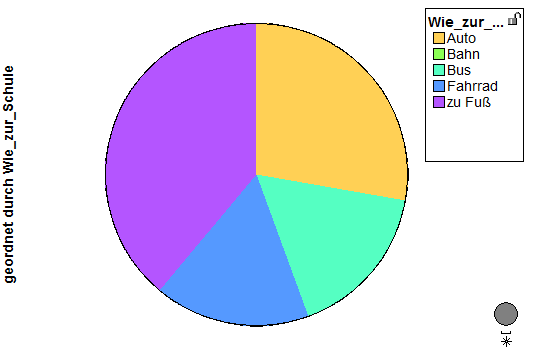 geordnet durch Wie_zur_Schule
Wie_zur_...
Auto
Bahn
Bus
Fahrrad
zu Fuß